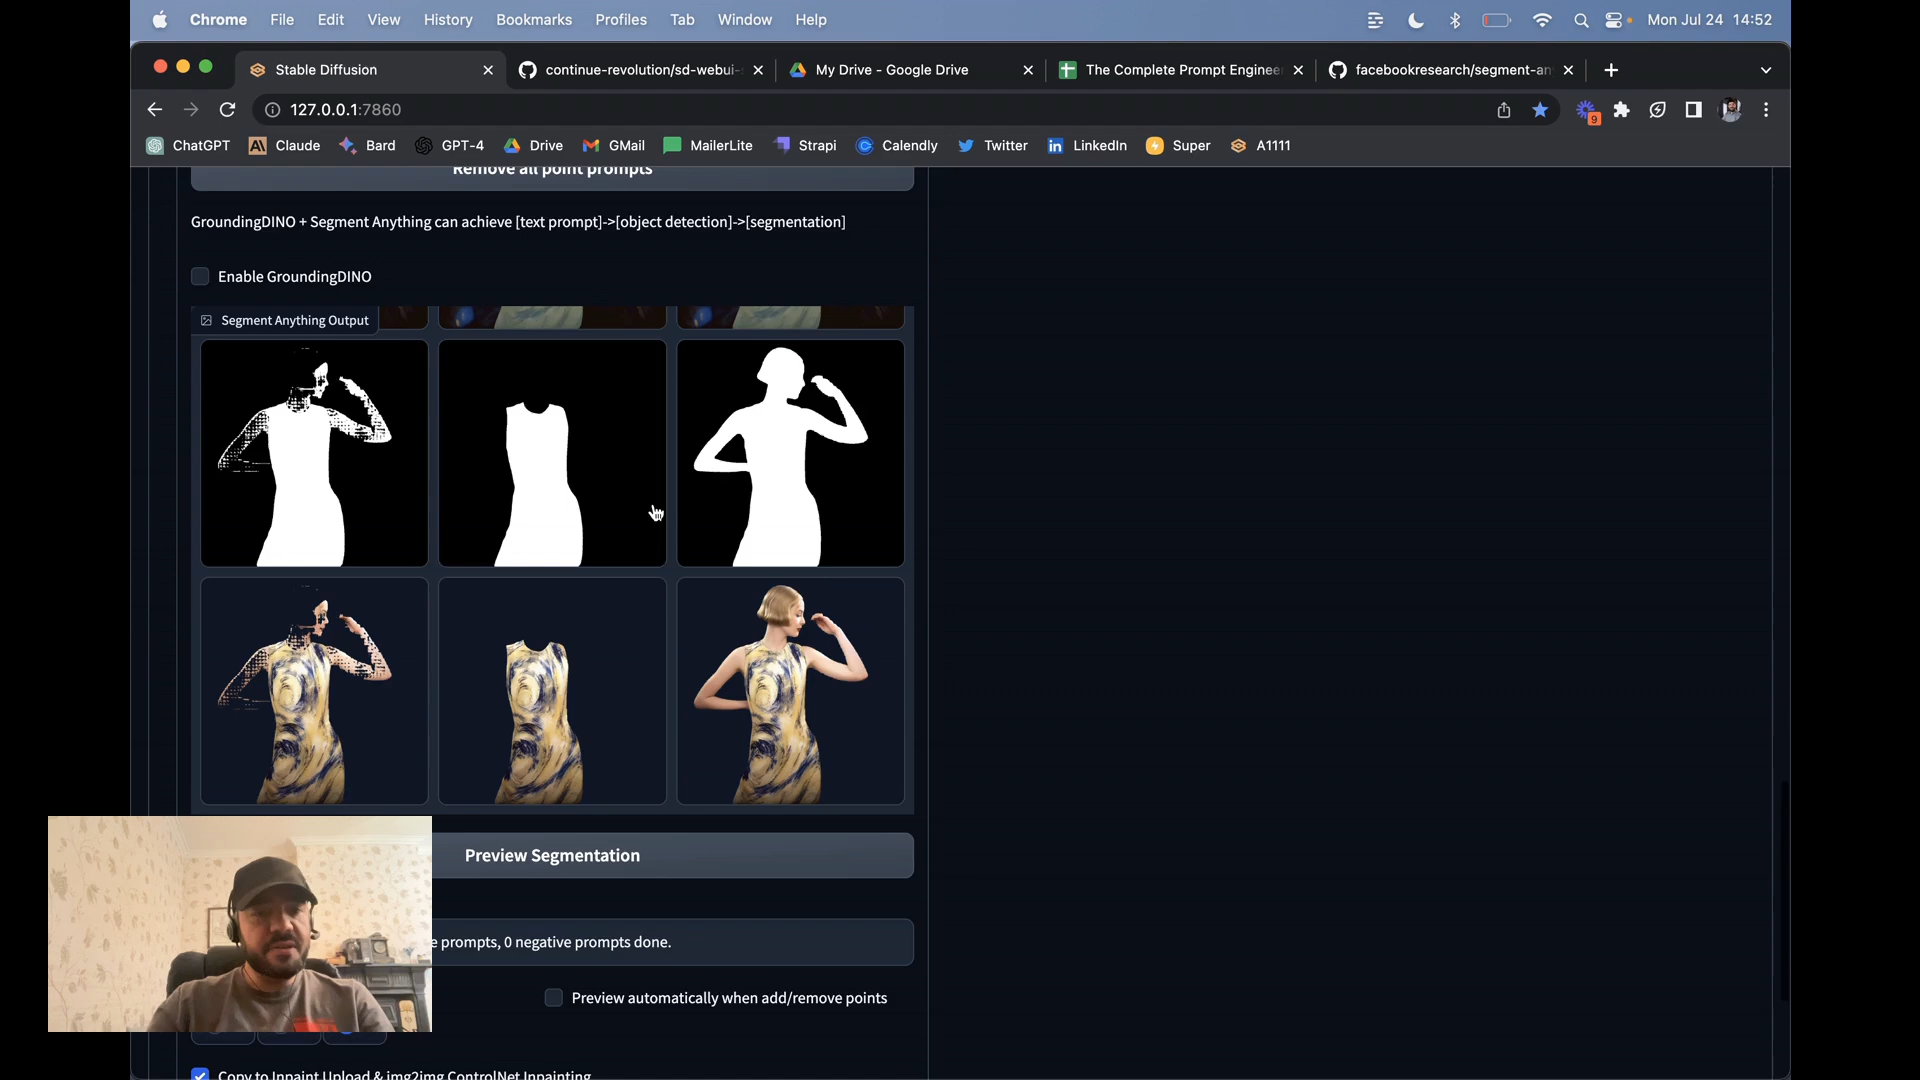 Chrome File Edit View History Bookmarks Profiles Tab Window Help Mon Jul 24 14:52
Stable Diffusion continue-revolution/sd-webui- My Drive - Google Drive The Complete Prompt Enginee facebookresearch/segment-an
127.0.0.1:7860 9
ChatGPT Claude Bard GPT-4 Drive GMail MailerLite Strapi Calendly Twitter LinkedIn Super A1111
Remove all point prompts
GroundingDINO + Segment Anything can achieve [text prompt]->[object detection]->[segmentation]
Enable GroundingDINO
Segment Anything Output
Preview Segmentation
e prompts, 0 negative prompts done.
Preview automatically when add/remove points
Copy to Inpaint Upload & img2img ControlNet Inpainting